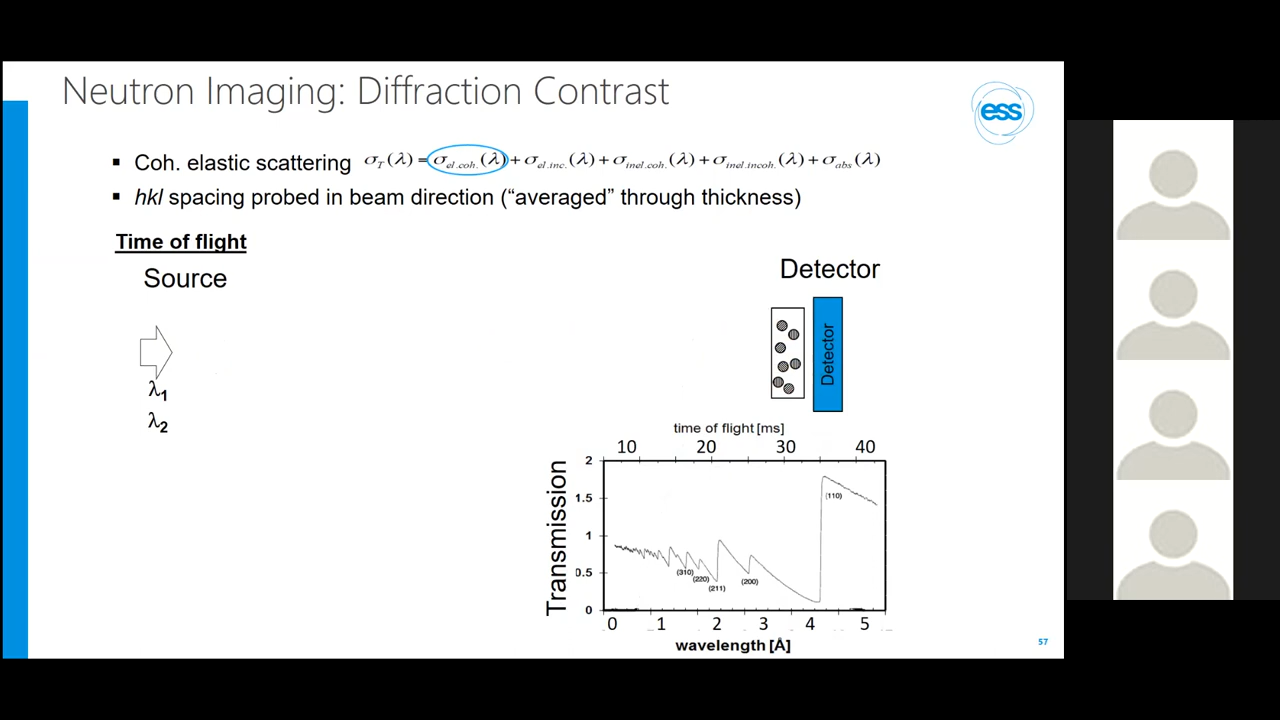 Neutron Imaging: Diffraction Contrast
ess
▪ Coh. elastic scattering σT(λ) = σel.coh.(λ) + σel.inc.(λ) + σinel.coh.(λ) + σinel.incoh.(λ) + σabs(λ)
▪ hkl spacing probed in beam direction (“averaged” through thickness)
Time of flight
Source
Detector
Detector
λ1
λ2
time of flight [ms]
10 20 30 40
Transmission
2
1.5
1
0.5
0
(310)
(220)
(211)
(200)
(110)
0 1 2 3 4 5
wavelength [Å]
57